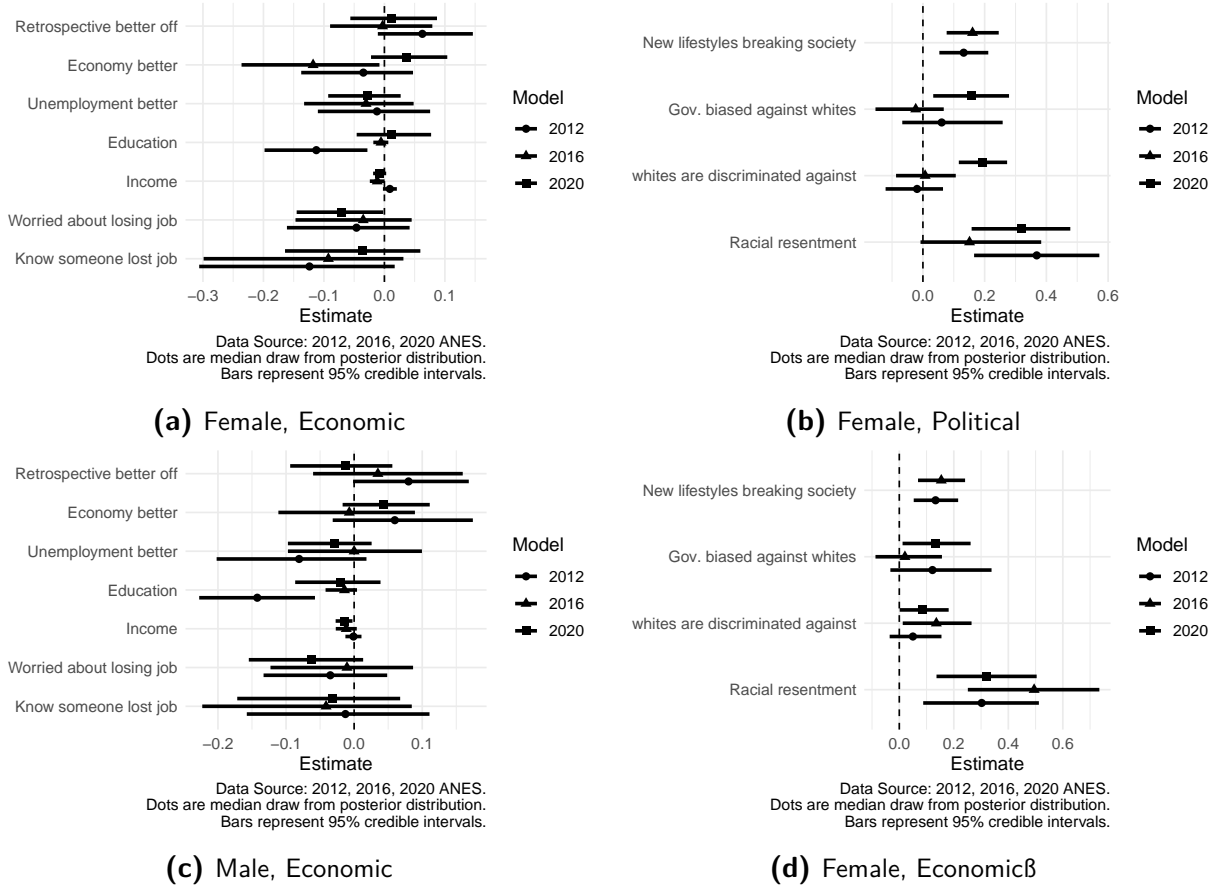 Retrospective better off
Economy better
Unemployment better
Education
Income
Worried about losing job
Know someone lost job
−0.3 −0.2 −0.1 0.0 0.1
Estimate
Model
2012
2016
2020
Data Source: 2012, 2016, 2020 ANES.
Dots are median draw from posterior distribution.
Bars represent 95% credible intervals.
(a) Female, Economic
New lifestyles breaking society
Gov. biased against whites
whites are discriminated against
Racial resentment
0.0 0.2 0.4 0.6
Estimate
Model
2012
2016
2020
Data Source: 2012, 2016, 2020 ANES.
Dots are median draw from posterior distribution.
Bars represent 95% credible intervals.
(b) Female, Political
Retrospective better off
Economy better
Unemployment better
Education
Income
Worried about losing job
Know someone lost job
−0.2 −0.1 0.0 0.1
Estimate
Model
2012
2016
2020
Data Source: 2012, 2016, 2020 ANES.
Dots are median draw from posterior distribution.
Bars represent 95% credible intervals.
(c) Male, Economic
New lifestyles breaking society
Gov. biased against whites
whites are discriminated against
Racial resentment
0.0 0.2 0.4 0.6
Estimate
Model
2012
2016
2020
Data Source: 2012, 2016, 2020 ANES.
Dots are median draw from posterior distribution.
Bars represent 95% credible intervals.
(d) Female, Economicß